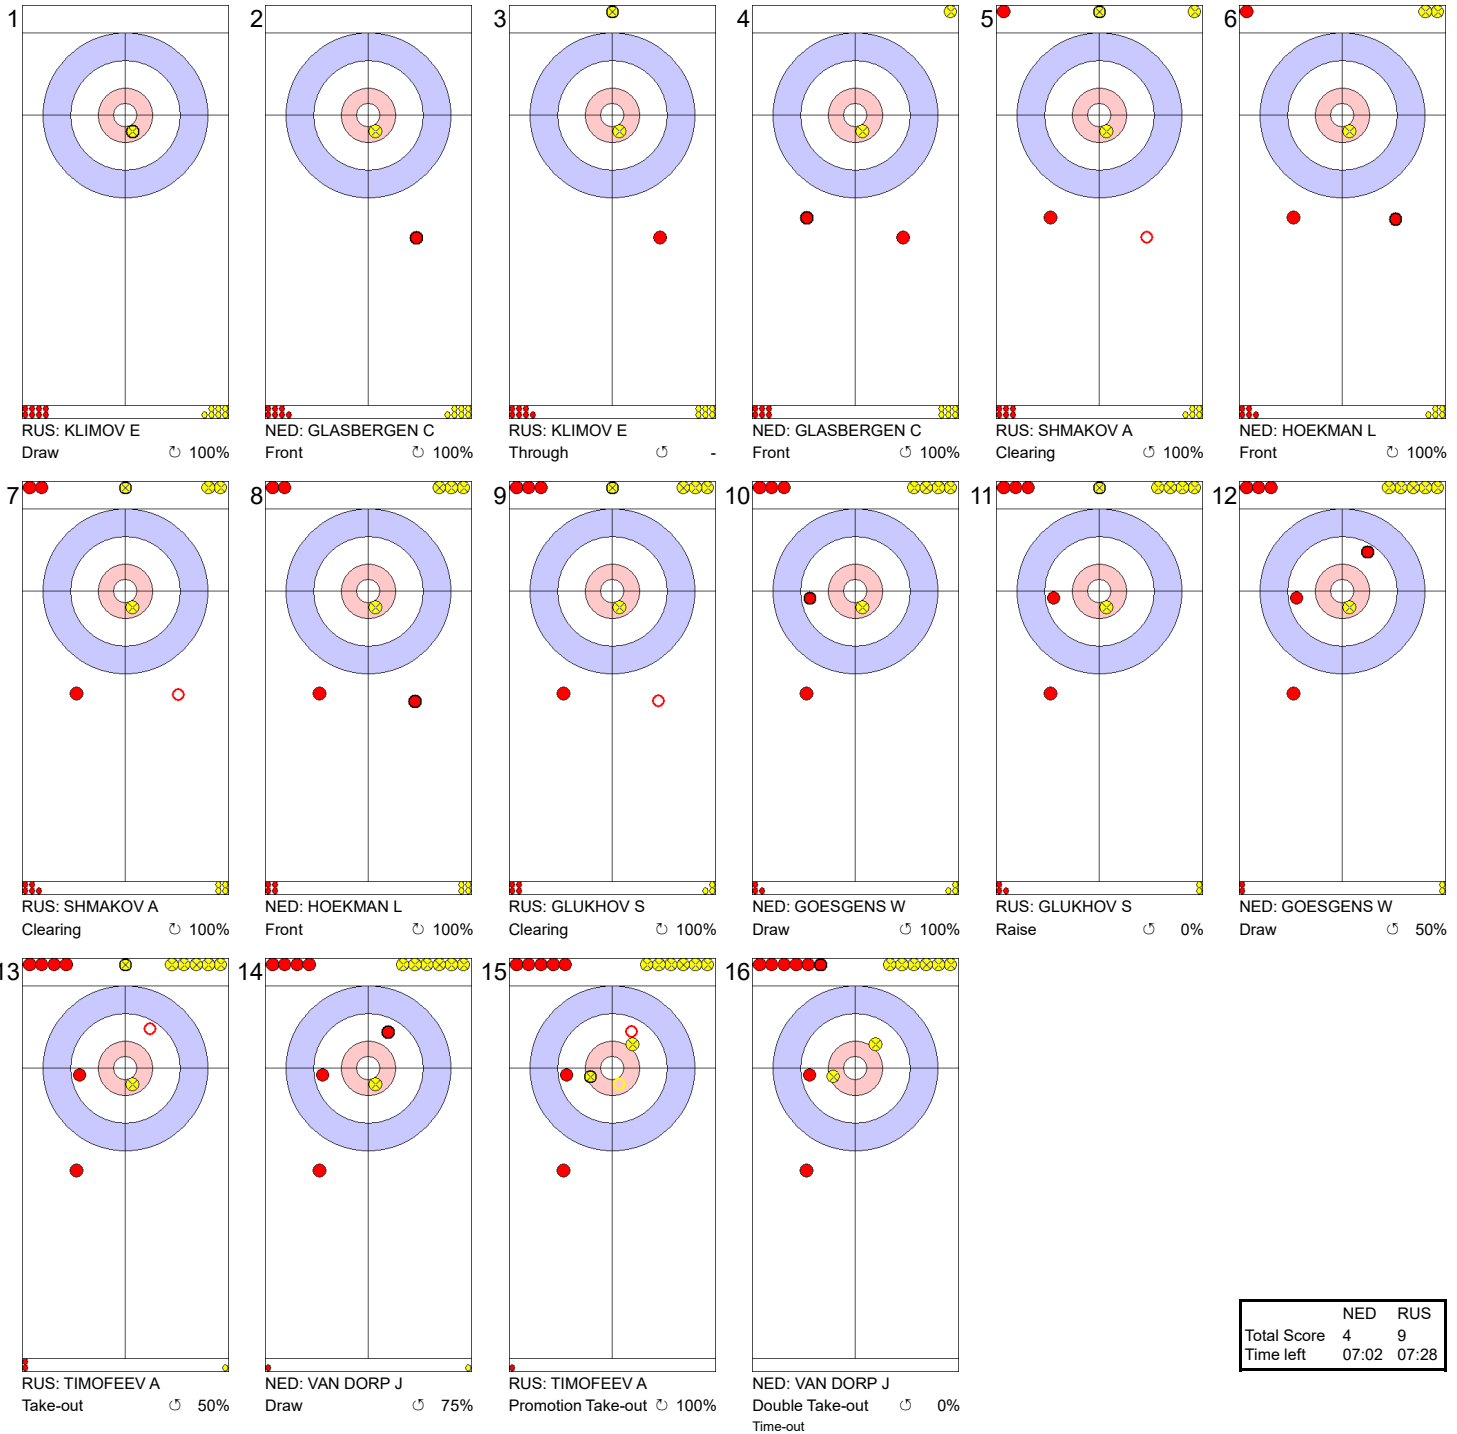 1
RUS: KLIMOV E
Draw ↻ 100%
2
NED: GLASBERGEN C
Front ↻ 100%
3
RUS: KLIMOV E
Through ↺ -
4
NED: GLASBERGEN C
Front ↺ 100%
5
RUS: SHMAKOV A
Clearing ↺ 100%
6
NED: HOEKMAN L
Front ↻ 100%
7
RUS: SHMAKOV A
Clearing ↻ 100%
8
NED: HOEKMAN L
Front ↻ 100%
9
RUS: GLUKHOV S
Clearing ↻ 100%
10
NED: GOESGENS W
Draw ↺ 100%
11
RUS: GLUKHOV S
Raise ↺ 0%
12
NED: GOESGENS W
Draw ↺ 50%
13
RUS: TIMOFEEV A
Take-out ↺ 50%
14
NED: VAN DORP J
Draw ↺ 75%
15
RUS: TIMOFEEV A
Promotion Take-out ↻ 100%
16
NED: VAN DORP J
Double Take-out ↺ 0%
Time-out
NED RUS
Total Score 4 9
Time left 07:02 07:28